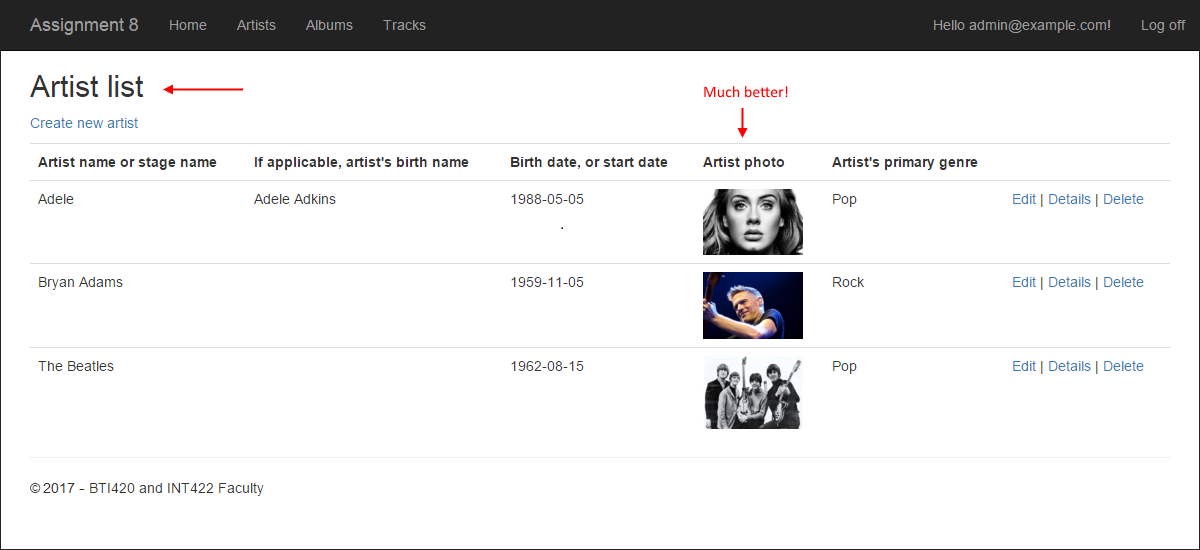 Assignment 8 Home Artists Albums Tracks Hello admin@example.com! Log off
Artist list
Much better!
Create new artist
Artist name or stage name If applicable, artist's birth name Birth date, or start date Artist photo Artist's primary genre
Adele Adele Adkins 1988-05-05 Pop Edit | Details | Delete
Bryan Adams 1959-11-05 Rock Edit | Details | Delete
The Beatles 1962-08-15 Pop Edit | Details | Delete
© 2017 - BTI420 and INT422 Faculty